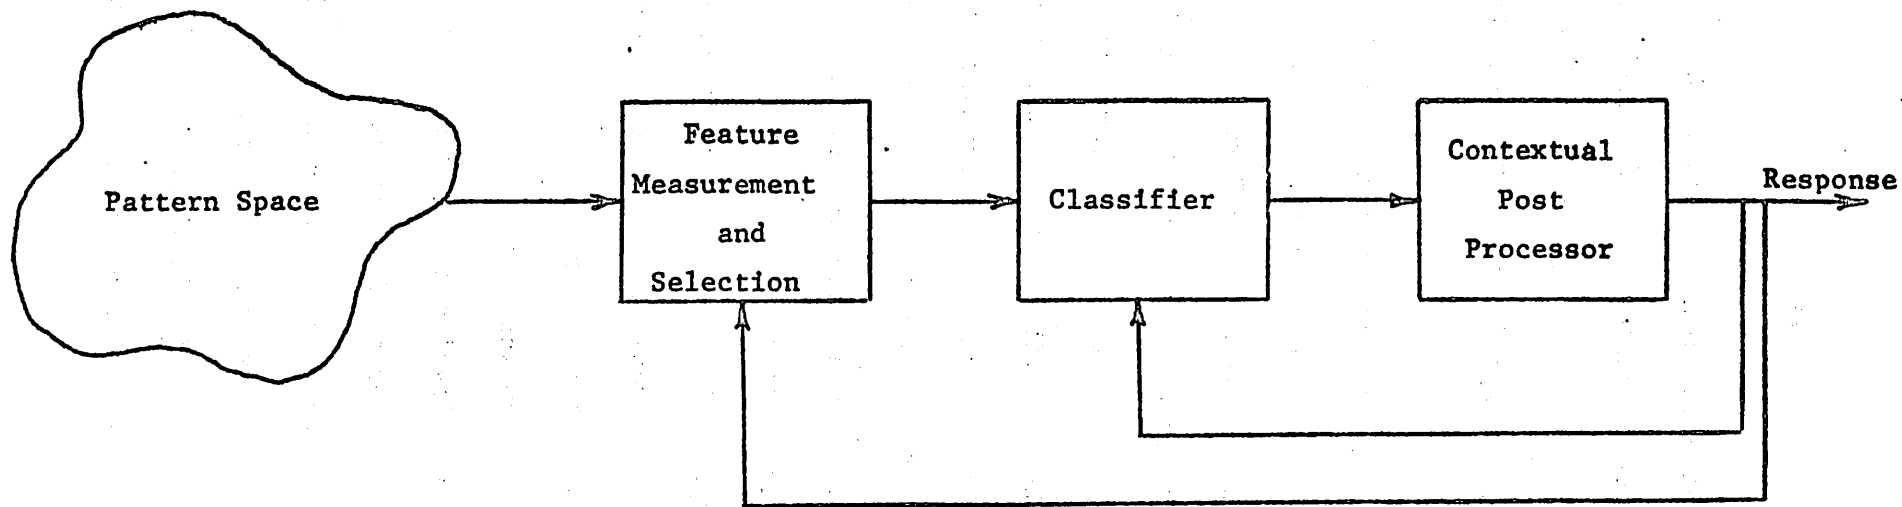 Pattern Space
Feature
Measurement
and
Selection
Classifier
Contextual
Post
Processor
Response